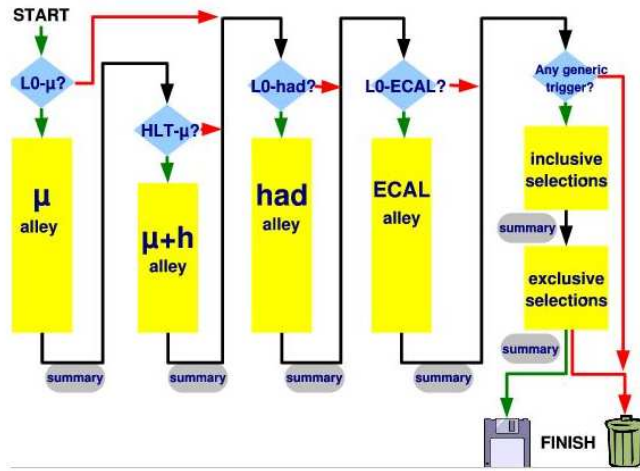 START
L0-μ?
μ
alley
summary
HLT-μ?
μ+h
alley
summary
L0-had?
had
alley
summary
L0-ECAL?
ECAL
alley
summary
Any generic
trigger?
inclusive
selections
summary
exclusive
selections
summary
FINISH